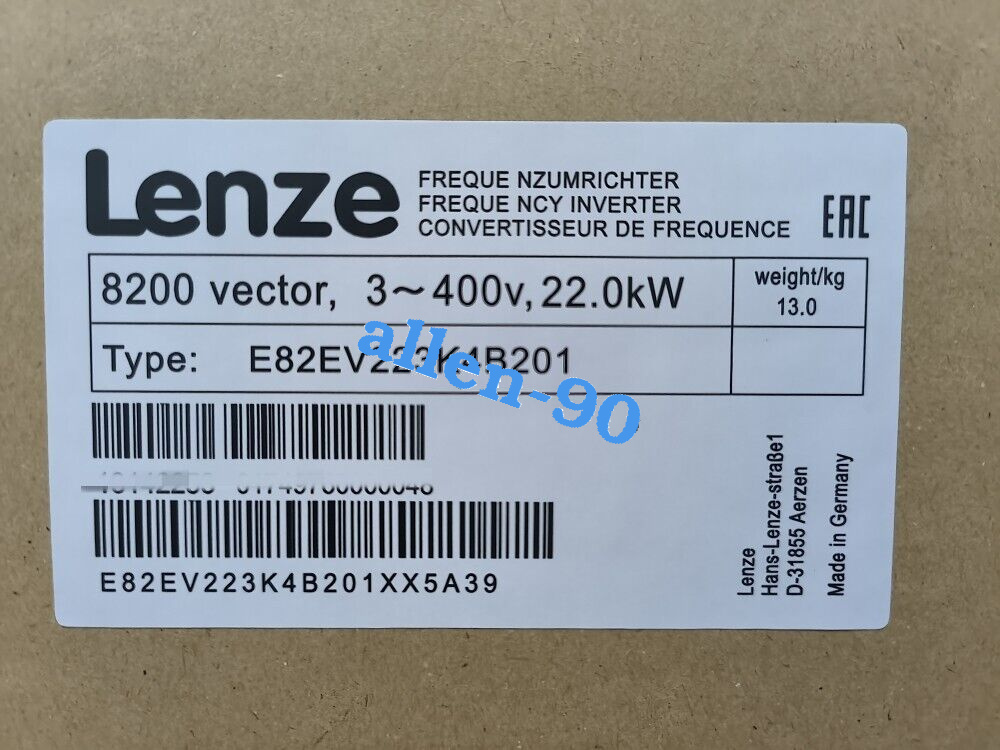 Lenze
FREQUE NZUMRICHTER
FREQUE NCY INVERTER
CONVERTISSEUR DE FREQUENCE
EAC
8200 vector, 3~400v, 22.0kW
weight/kg
13.0
Type: E82EV223K4B201
allen-90
E82EV223K4B201XX5A39
Lenze
Hans-Lenze-straße1
D-31855 Aerzen
Made in Germany